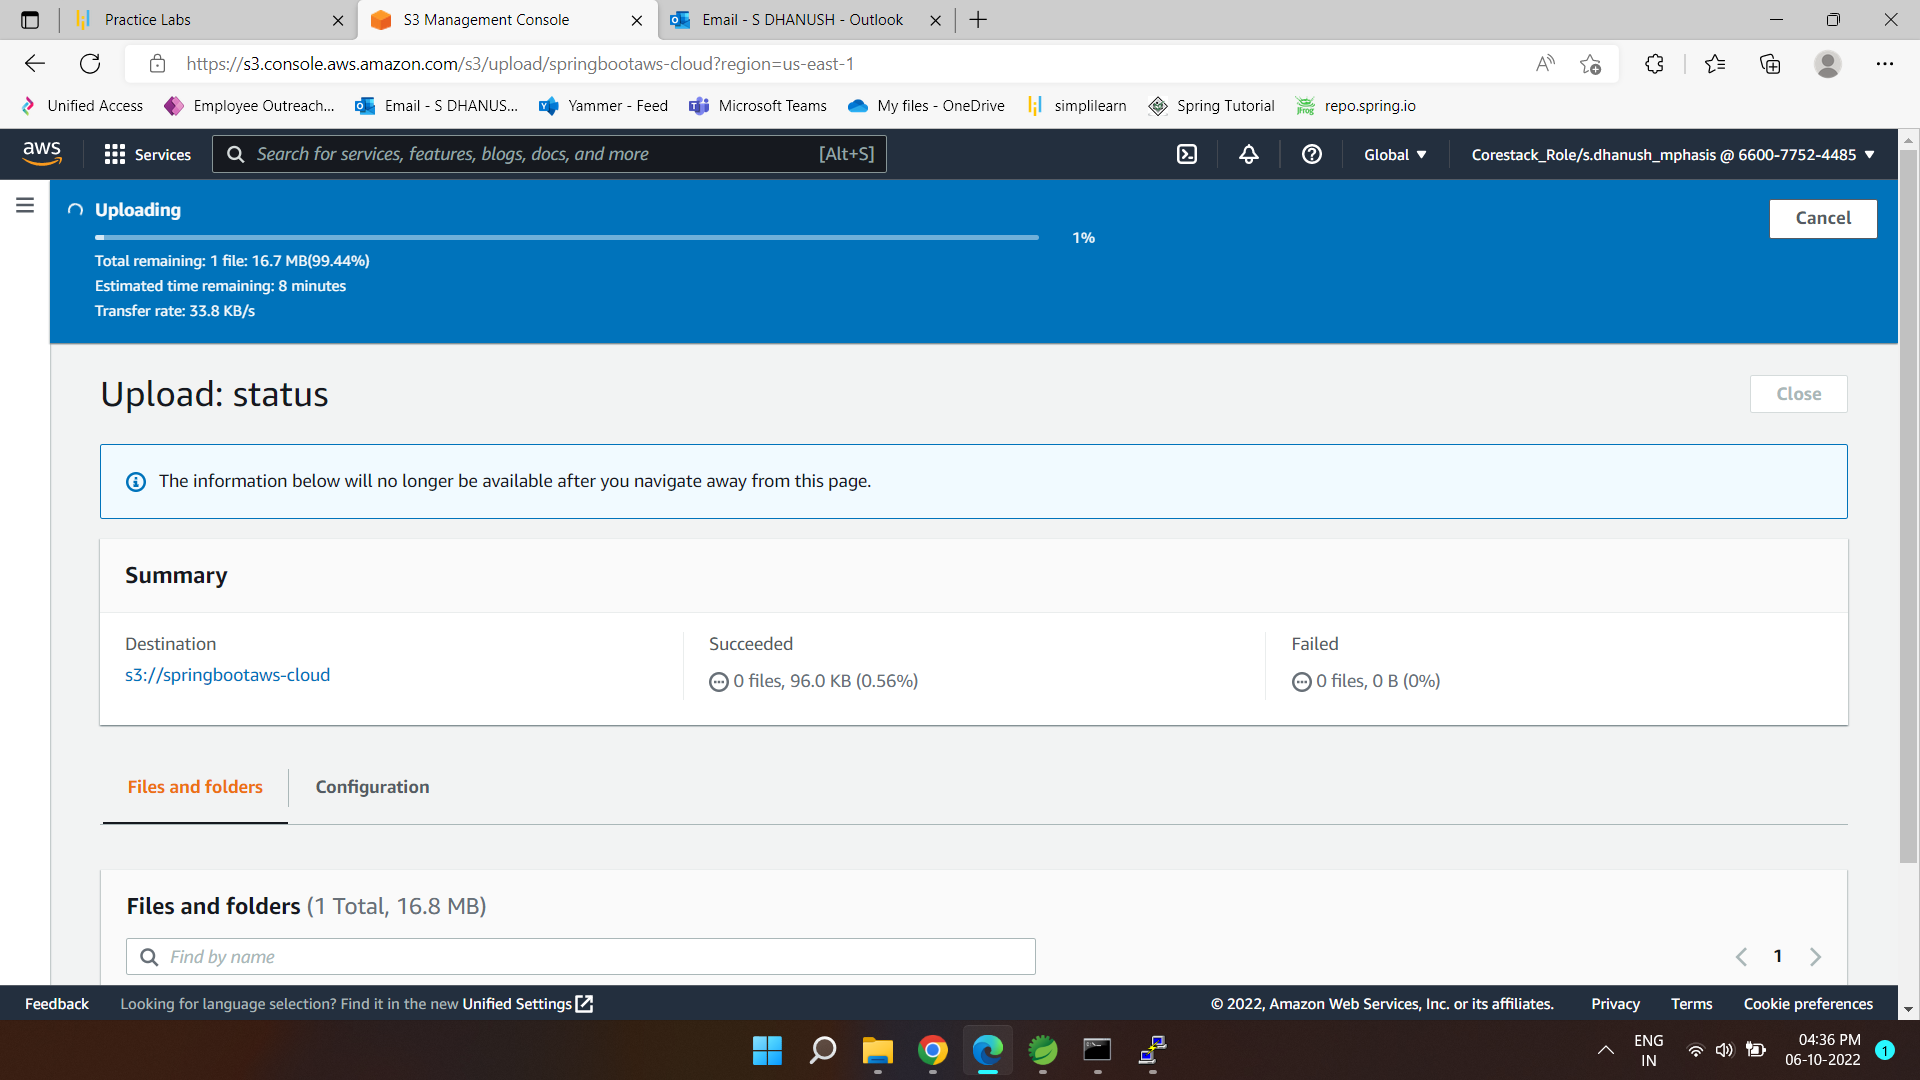 Practice Labs
S3 Management Console
Email - S DHANUSH - Outlook
https://s3.console.aws.amazon.com/s3/upload/springbootaws-cloud?region=us-east-1
Unified Access
Employee Outreach...
Email - S DHANUS...
Yammer - Feed
Microsoft Teams
My files - OneDrive
simplilearn
Spring Tutorial
repo.spring.io
aws
Services
Search for services, features, blogs, docs, and more
[Alt+S]
Global
Corestack_Role/s.dhanush_mphasis @ 6600-7752-4485
Uploading
1%
Cancel
Total remaining: 1 file: 16.7 MB(99.44%)
Estimated time remaining: 8 minutes
Transfer rate: 33.8 KB/s
Upload: status
Close
The information below will no longer be available after you navigate away from this page.
Summary
Destination
s3://springbootaws-cloud
Succeeded
0 files, 96.0 KB (0.56%)
Failed
0 files, 0 B (0%)
Files and folders
Configuration
Files and folders (1 Total, 16.8 MB)
Find by name
1
Feedback
Looking for language selection? Find it in the new Unified Settings
© 2022, Amazon Web Services, Inc. or its affiliates.
Privacy
Terms
Cookie preferences
ENG
IN
04:36 PM
06-10-2022
1